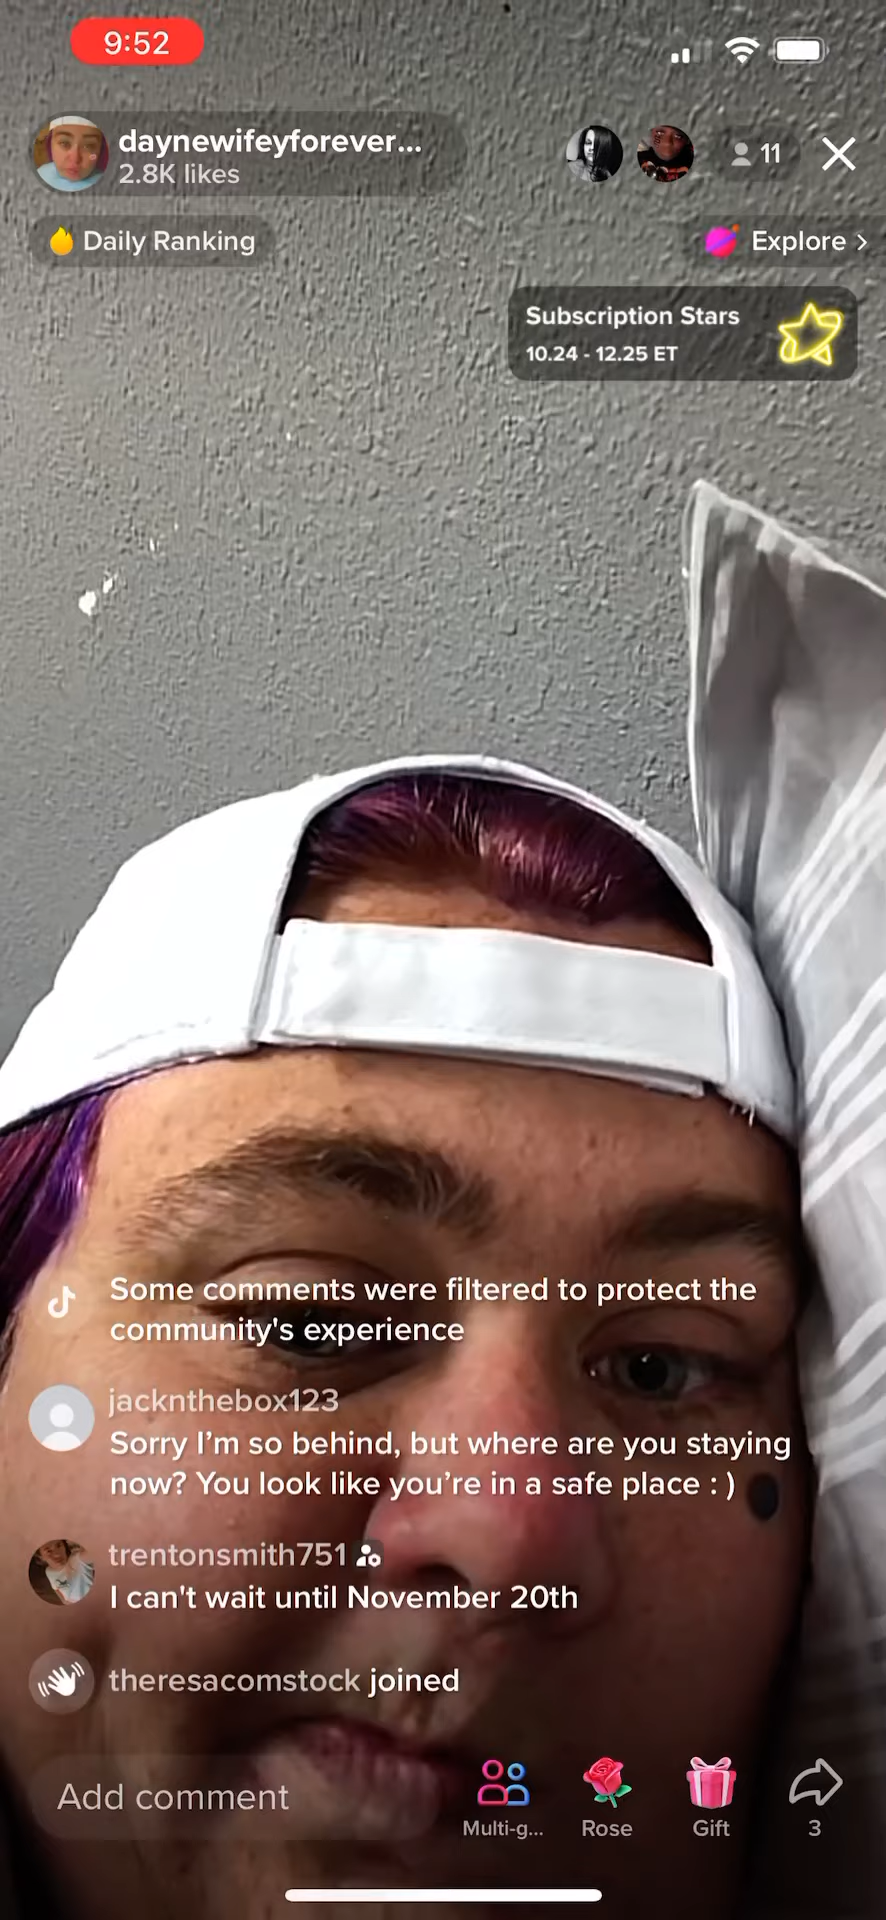 9:52
daynewifeyforever...
2.8K likes
11
Daily Ranking
Explore >
Subscription Stars
10.24 - 12.25 ET
Some comments were filtered to protect the
community's experience
jacknthebox123
Sorry I’m so behind, but where are you staying
now? You look like you’re in a safe place : )
trentonsmith751
I can't wait until November 20th
theresacomstock joined
Add comment
Multi-g...
Rose
Gift
3